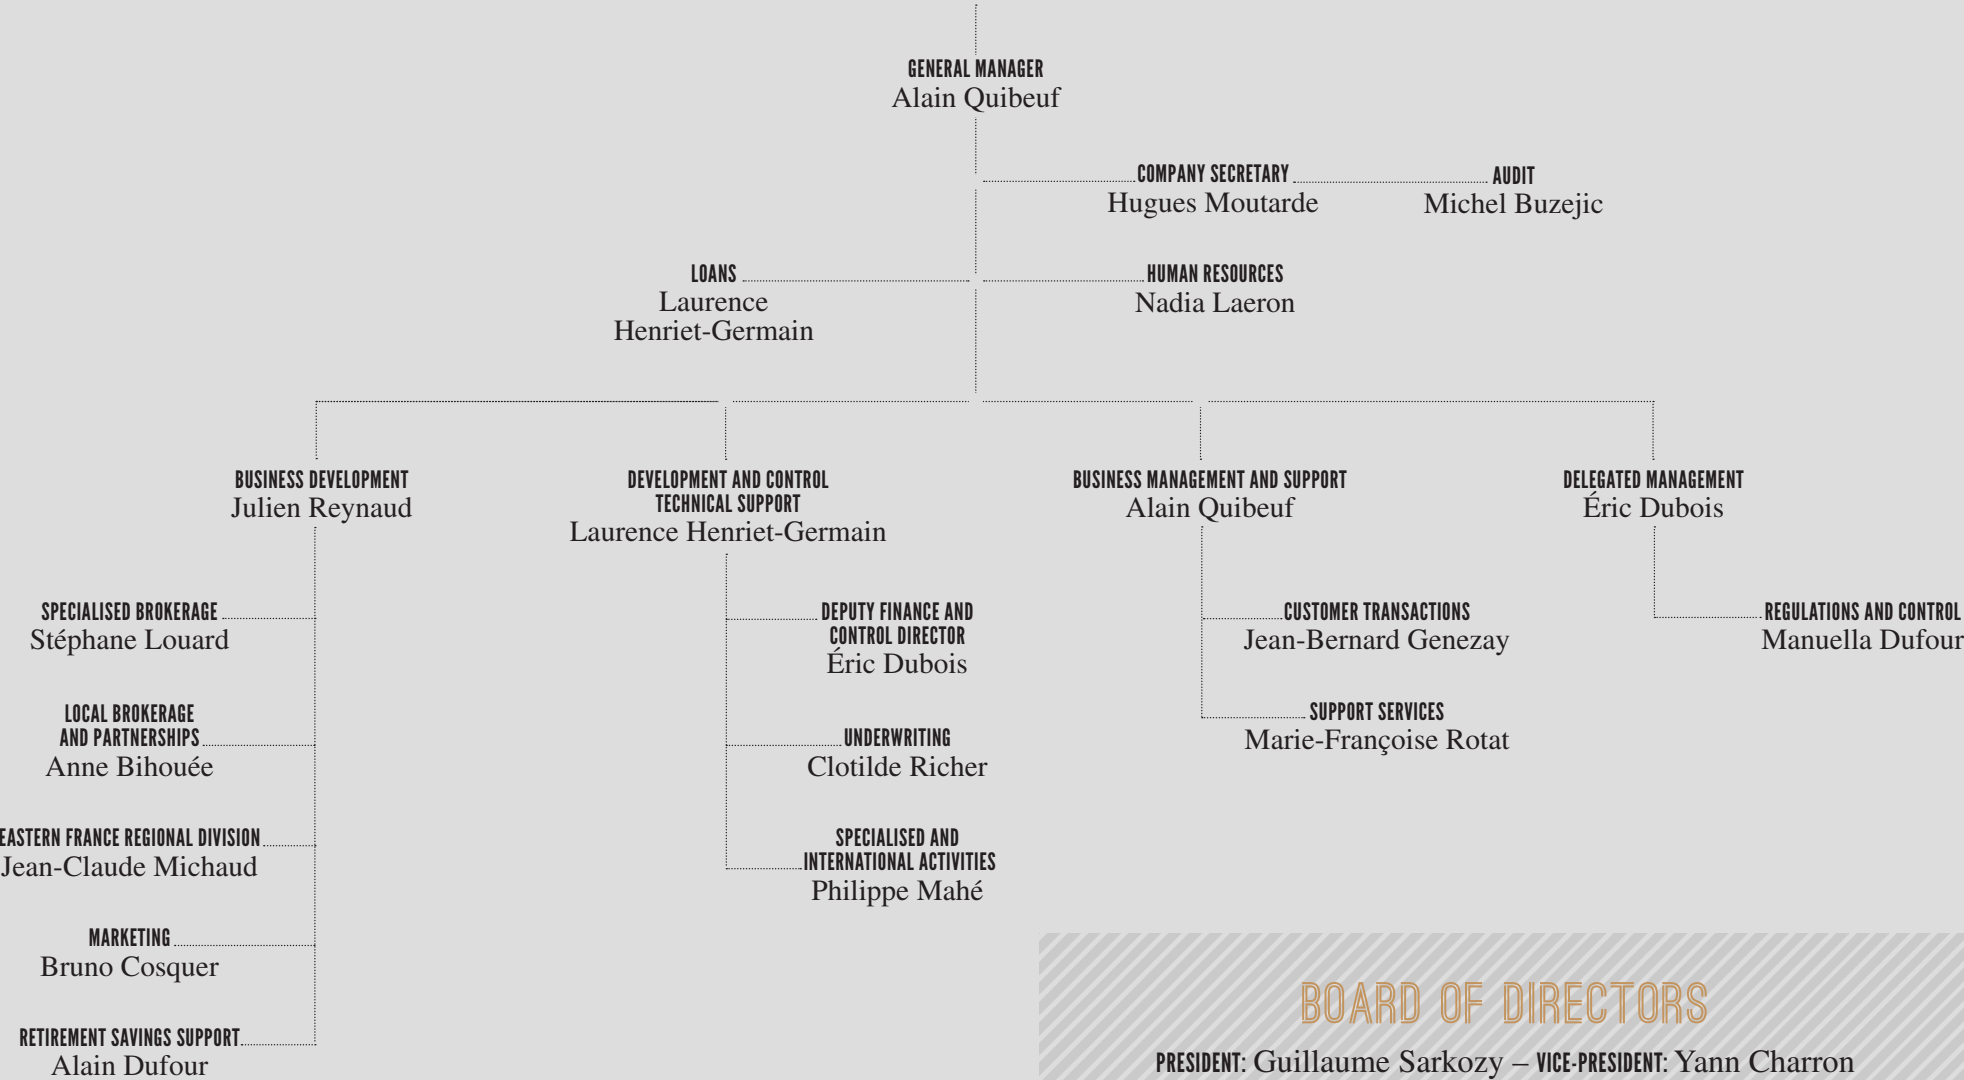 GENERAL MANAGER
Alain Quibeuf
COMPANY SECRETARY
Hugues Moutarde
AUDIT
Michel Buzejic
LOANS
Laurence
Henriet-Germain
HUMAN RESOURCES
Nadia Laeron
BUSINESS DEVELOPMENT
Julien Reynaud
SPECIALISED BROKERAGE
Stéphane Louard
LOCAL BROKERAGE
AND PARTNERSHIPS
Anne Bihouée
EASTERN FRANCE REGIONAL DIVISION
Jean-Claude Michaud
MARKETING
Bruno Cosquer
RETIREMENT SAVINGS SUPPORT
Alain Dufour
DEVELOPMENT AND CONTROL
TECHNICAL SUPPORT
Laurence Henriet-Germain
DEPUTY FINANCE AND
CONTROL DIRECTOR
Éric Dubois
UNDERWRITING
Clotilde Richer
SPECIALISED AND
INTERNATIONAL ACTIVITIES
Philippe Mahé
BUSINESS MANAGEMENT AND SUPPORT
Alain Quibeuf
CUSTOMER TRANSACTIONS
Jean-Bernard Genezay
SUPPORT SERVICES
Marie-Françoise Rotat
DELEGATED MANAGEMENT
Éric Dubois
REGULATIONS AND CONTROL
Manuella Dufour
BOARD OF DIRECTORS
PRESIDENT: Guillaume Sarkozy – VICE-PRESIDENT: Yann Charron